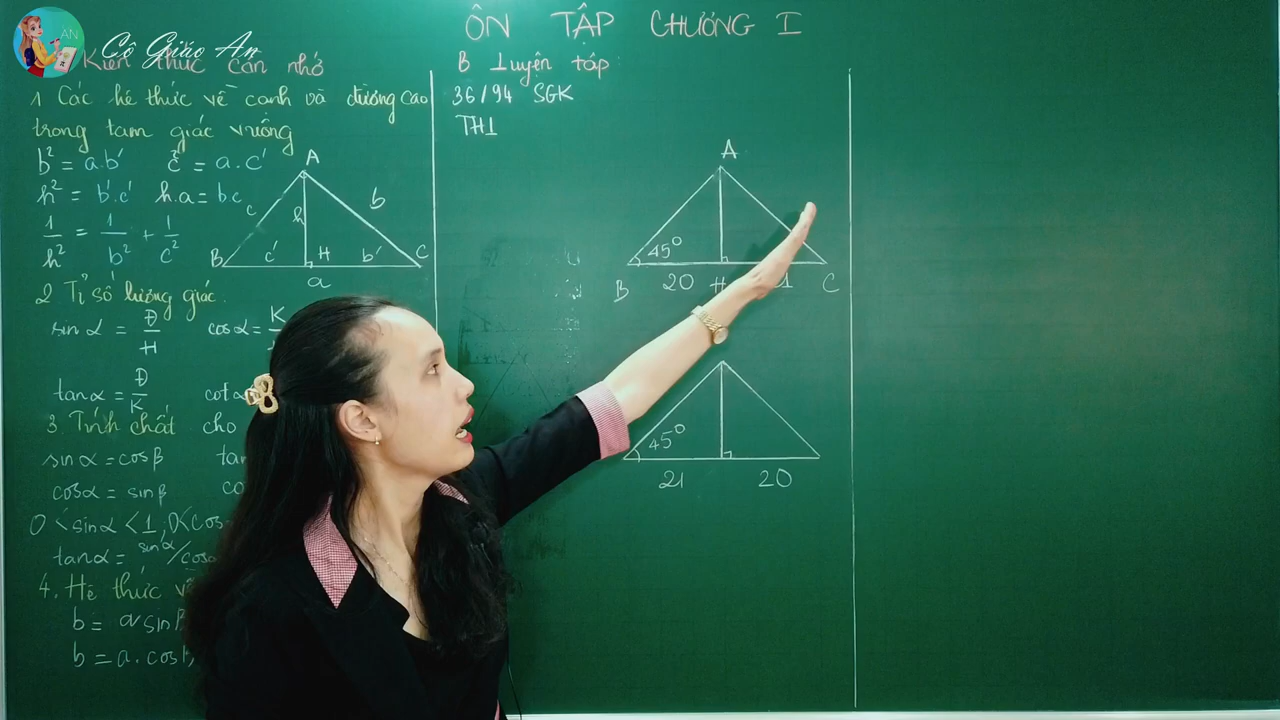 AN
Cô Giáo An
ÔN TẬP CHƯƠNG I
Kiến thức cần nhớ
1 Các hệ thức về cạnh và đường cao
trong tam giác vuông
b² = a.b' c² = a.c'
h² = b'.c' h.a = b.c
1/h² = 1/b² + 1/c²
A
c h b
B c' H b' C
a
2 Tỉ số lượng giác.
sin α = Đ/H cos α = K
tan α = Đ/K cot α
3 Tính chất cho
sin α = cos β tan
cos α = sin β co
0 < sin α < 1, 0 < cos
tan α = sin α / cos α
4. Hệ thức về
b = a sin B
b = a. cos
B Luyện tập
36/94 SGK
TH1
A
45°
B 20 H 21 C
45°
21 20